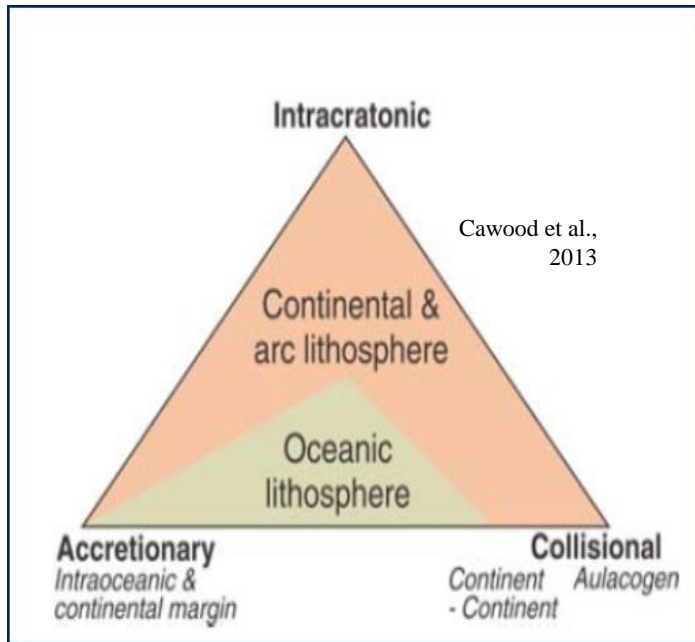 Intracratonic
Cawood et al.,
2013
Continental &
arc lithosphere
Oceanic
lithosphere
Accretionary
Intraoceanic &
continental margin
Collisional
Continent Aulacogen
- Continent